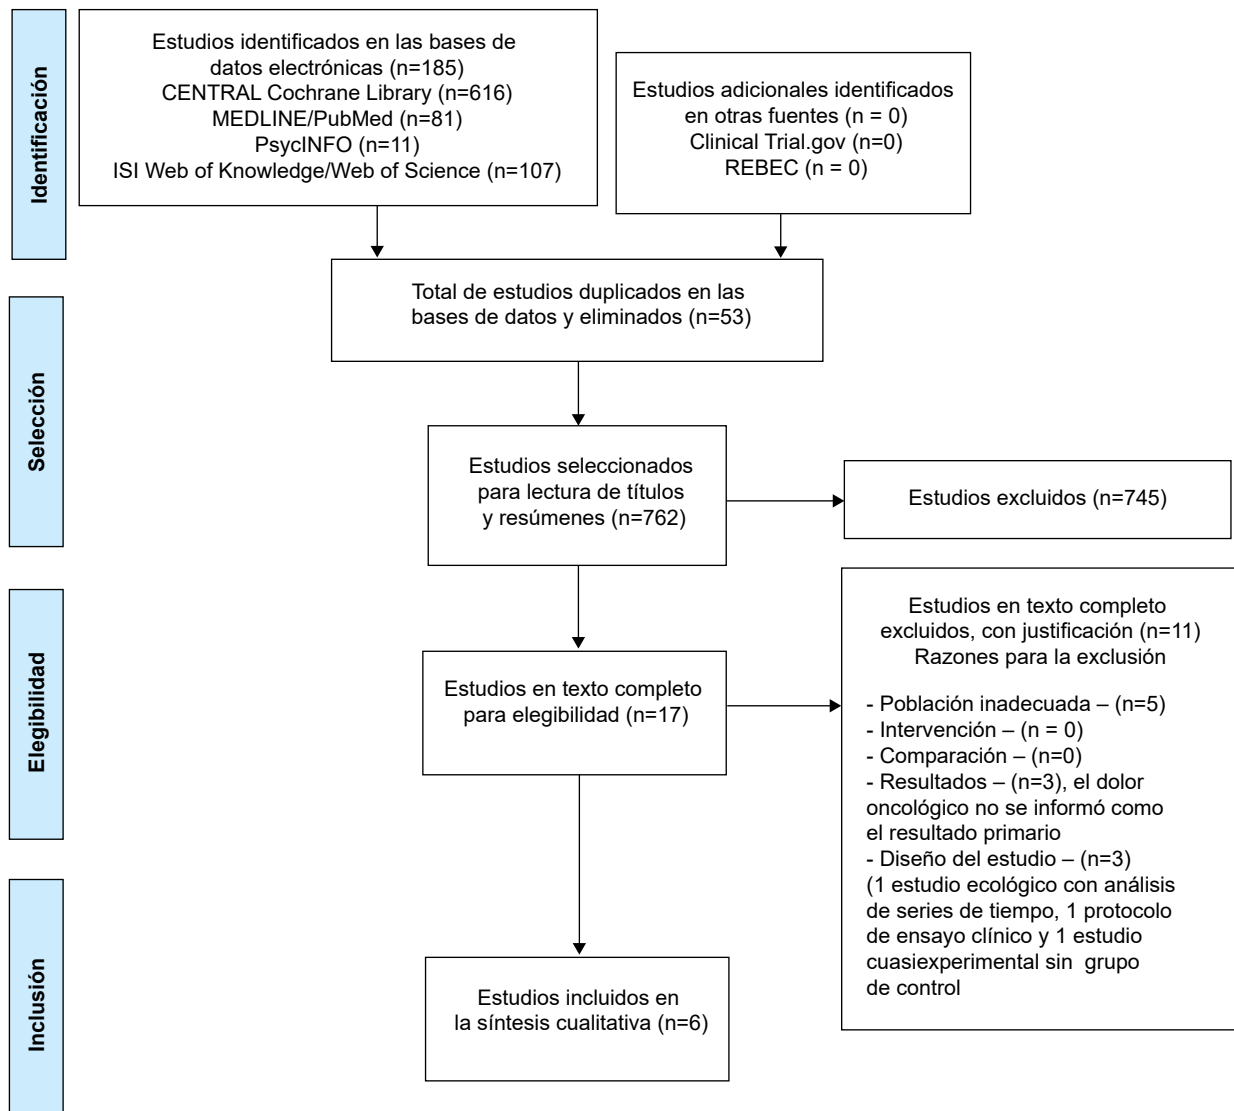 Identificación
Estudios identificados en las bases de
datos electrónicas (n=185)
CENTRAL Cochrane Library (n=616)
MEDLINE/PubMed (n=81)
PsycINFO (n=11)
ISI Web of Knowledge/Web of Science (n=107)
Estudios adicionales identificados
en otras fuentes (n = 0)
Clinical Trial.gov (n=0)
REBEC (n = 0)
Total de estudios duplicados en las
bases de datos y eliminados (n=53)
Selección
Estudios seleccionados
para lectura de títulos
y resúmenes (n=762)
Estudios excluidos (n=745)
Elegibilidad
Estudios en texto completo
para elegibilidad (n=17)
Estudios en texto completo
excluidos, con justificación (n=11)
Razones para la exclusión
- Población inadecuada – (n=5)
- Intervención – (n = 0)
- Comparación – (n=0)
- Resultados – (n=3), el dolor
oncológico no se informó como
el resultado primario
- Diseño del estudio – (n=3)
(1 estudio ecológico con análisis
de series de tiempo, 1 protocolo
de ensayo clínico y 1 estudio
cuasiexperimental sin grupo
de control
Inclusión
Estudios incluidos en
la síntesis cualitativa (n=6)